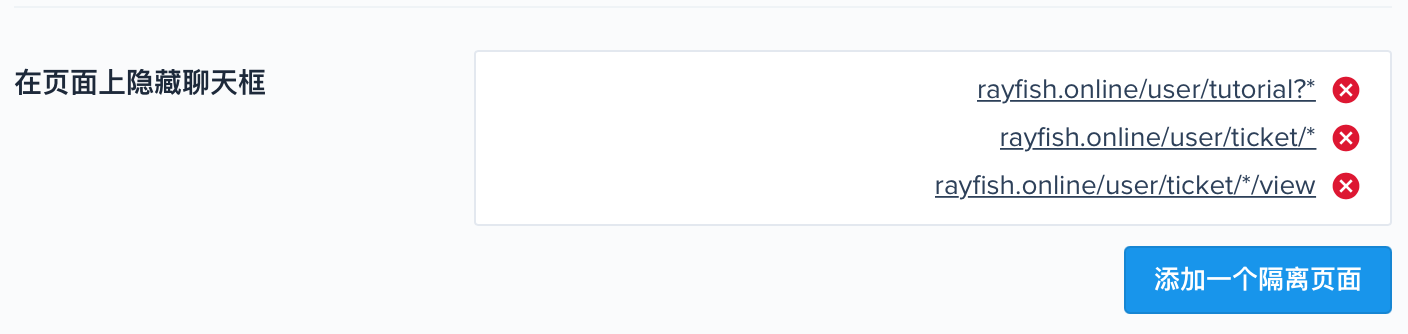 在页面上隐藏聊天框
rayfish.online/user/tutorial?*
rayfish.online/user/ticket/*
rayfish.online/user/ticket/*/view
添加一个隔离页面